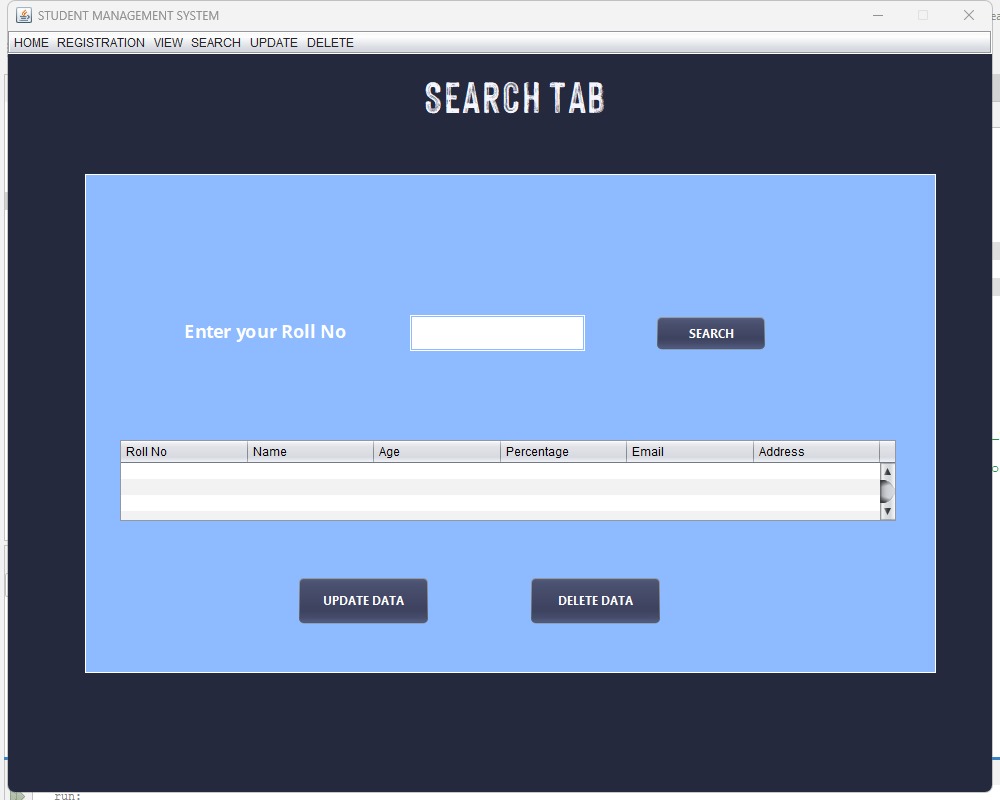 STUDENT MANAGEMENT SYSTEM
HOME REGISTRATION VIEW SEARCH UPDATE DELETE
SEARCH TAB
Enter your Roll No
SEARCH
Roll No Name Age Percentage Email Address
UPDATE DATA DELETE DATA
run: